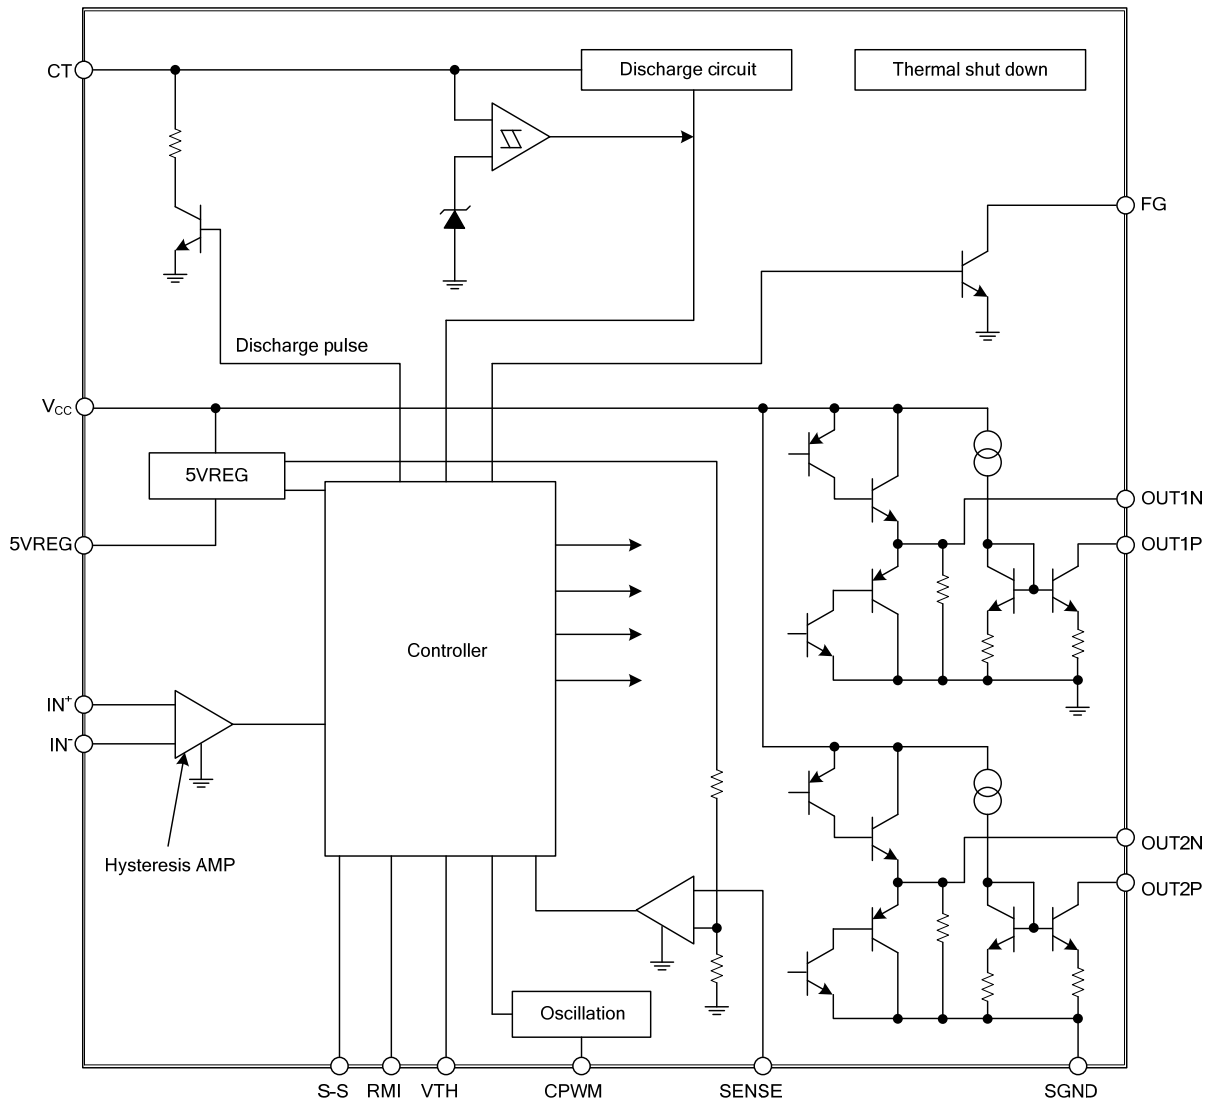 CT
Discharge circuit
Thermal shut down
FG
Discharge pulse
VCC
5VREG
OUT1N
5VREG
OUT1P
Controller
IN+
IN-
Hysteresis AMP
OUT2N
OUT2P
Oscillation
S-S
RMI
VTH
CPWM
SENSE
SGND